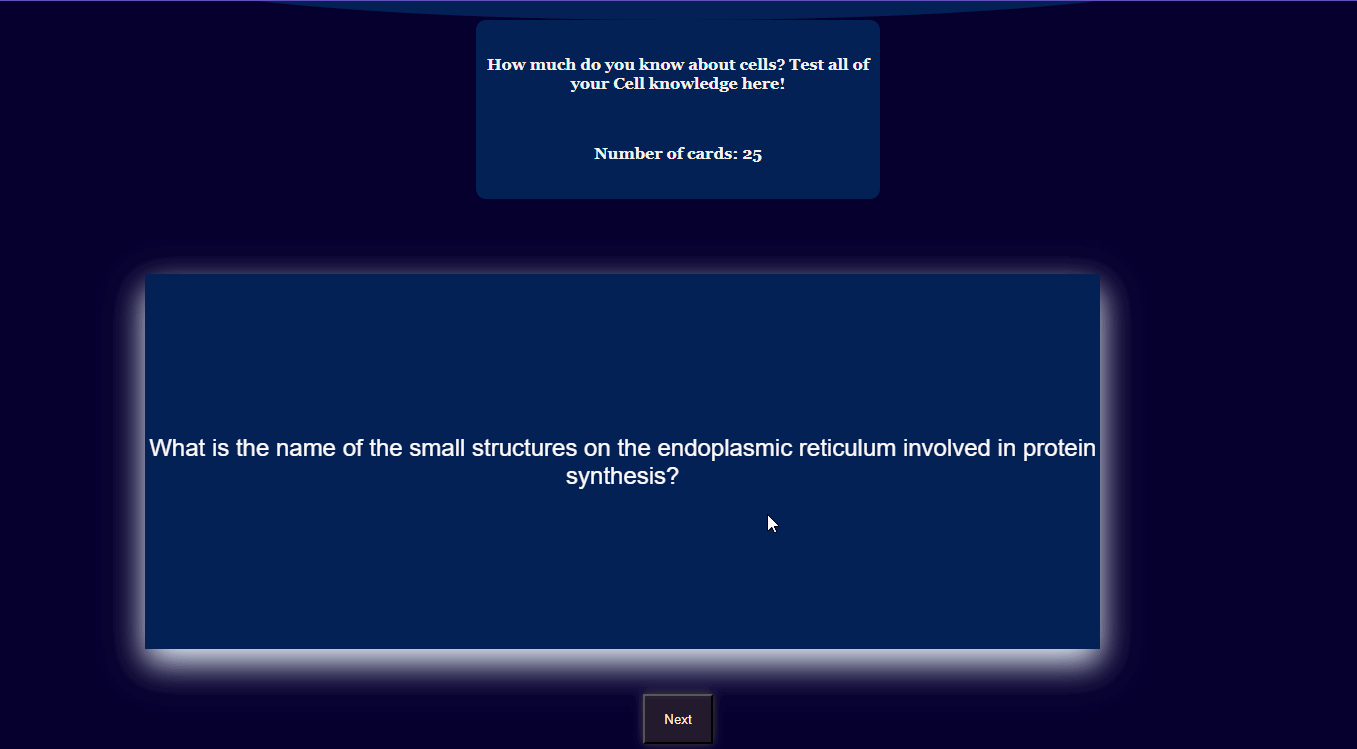 How much do you know about cells? Test all of
your Cell knowledge here!
Number of cards: 25
What is the name of the small structures on the endoplasmic reticulum involved in protein
synthesis?
Next